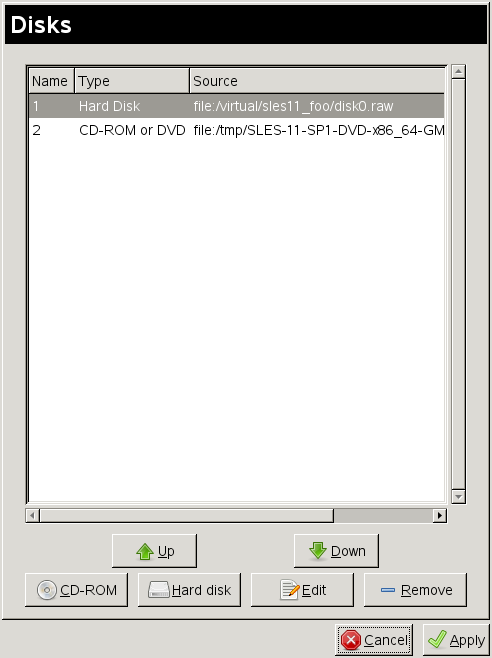 Disks
Name Type Source
1 Hard Disk file:/virtual/sles11_foo/disk0.raw
2 CD-ROM or DVD file:/tmp/SLES-11-SP1-DVD-x86_64-GM
Up Down
CD-ROM Hard disk Edit Remove
Cancel Apply